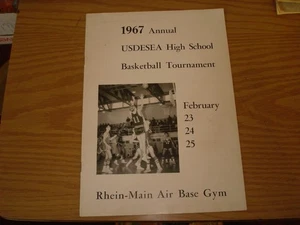 1967 Annual
USDESEA High School
Basketball Tournament
February
23
24
25
Rhein-Main Air Base Gym